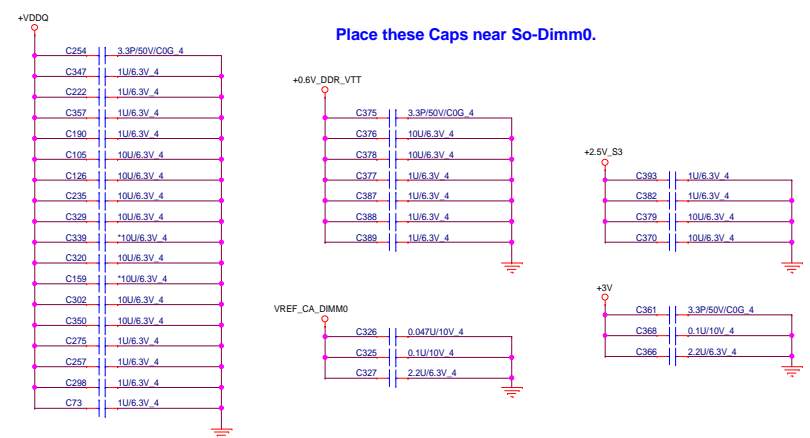 Place these Caps near So-Dimm0.
+VDDQ
C254 3.3P/50V/C0G_4
C347 1U/6.3V_4
C222 1U/6.3V_4
C357 1U/6.3V_4
C190 1U/6.3V_4
C105 10U/6.3V_4
C126 10U/6.3V_4
C235 10U/6.3V_4
C329 10U/6.3V_4
C339 *10U/6.3V_4
C320 10U/6.3V_4
C159 *10U/6.3V_4
C302 10U/6.3V_4
C350 10U/6.3V_4
C275 1U/6.3V_4
C257 1U/6.3V_4
C298 1U/6.3V_4
C73 1U/6.3V_4
+0.6V_DDR_VTT
C375 3.3P/50V/C0G_4
C376 10U/6.3V_4
C378 10U/6.3V_4
C377 1U/6.3V_4
C387 1U/6.3V_4
C388 1U/6.3V_4
C389 1U/6.3V_4
VREF_CA_DIMM0
C326 0.047U/10V_4
C325 0.1U/10V_4
C327 2.2U/6.3V_4
+2.5V_S3
C393 1U/6.3V_4
C382 1U/6.3V_4
C379 10U/6.3V_4
C370 10U/6.3V_4
+3V
C361 3.3P/50V/C0G_4
C368 0.1U/10V_4
C366 2.2U/6.3V_4